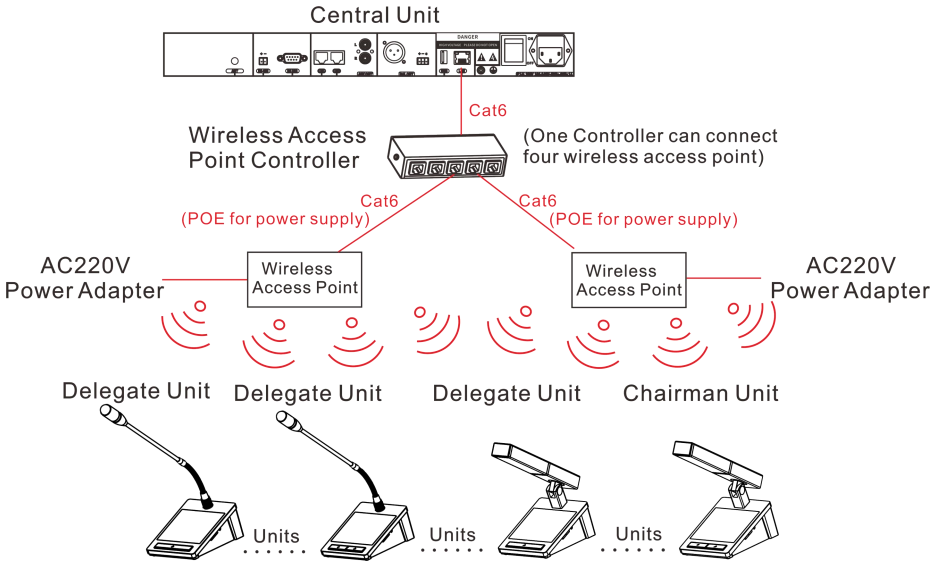 Central Unit
DANGER
Cat6
Wireless Access
Point Controller
(One Controller can connect
four wireless access point)
Cat6
(POE for power supply)
Cat6
(POE for power supply)
AC220V
Power Adapter
Wireless
Access Point
Wireless
Access Point
AC220V
Power Adapter
Delegate Unit
Delegate Unit
Delegate Unit
Chairman Unit
Units
Units
Units